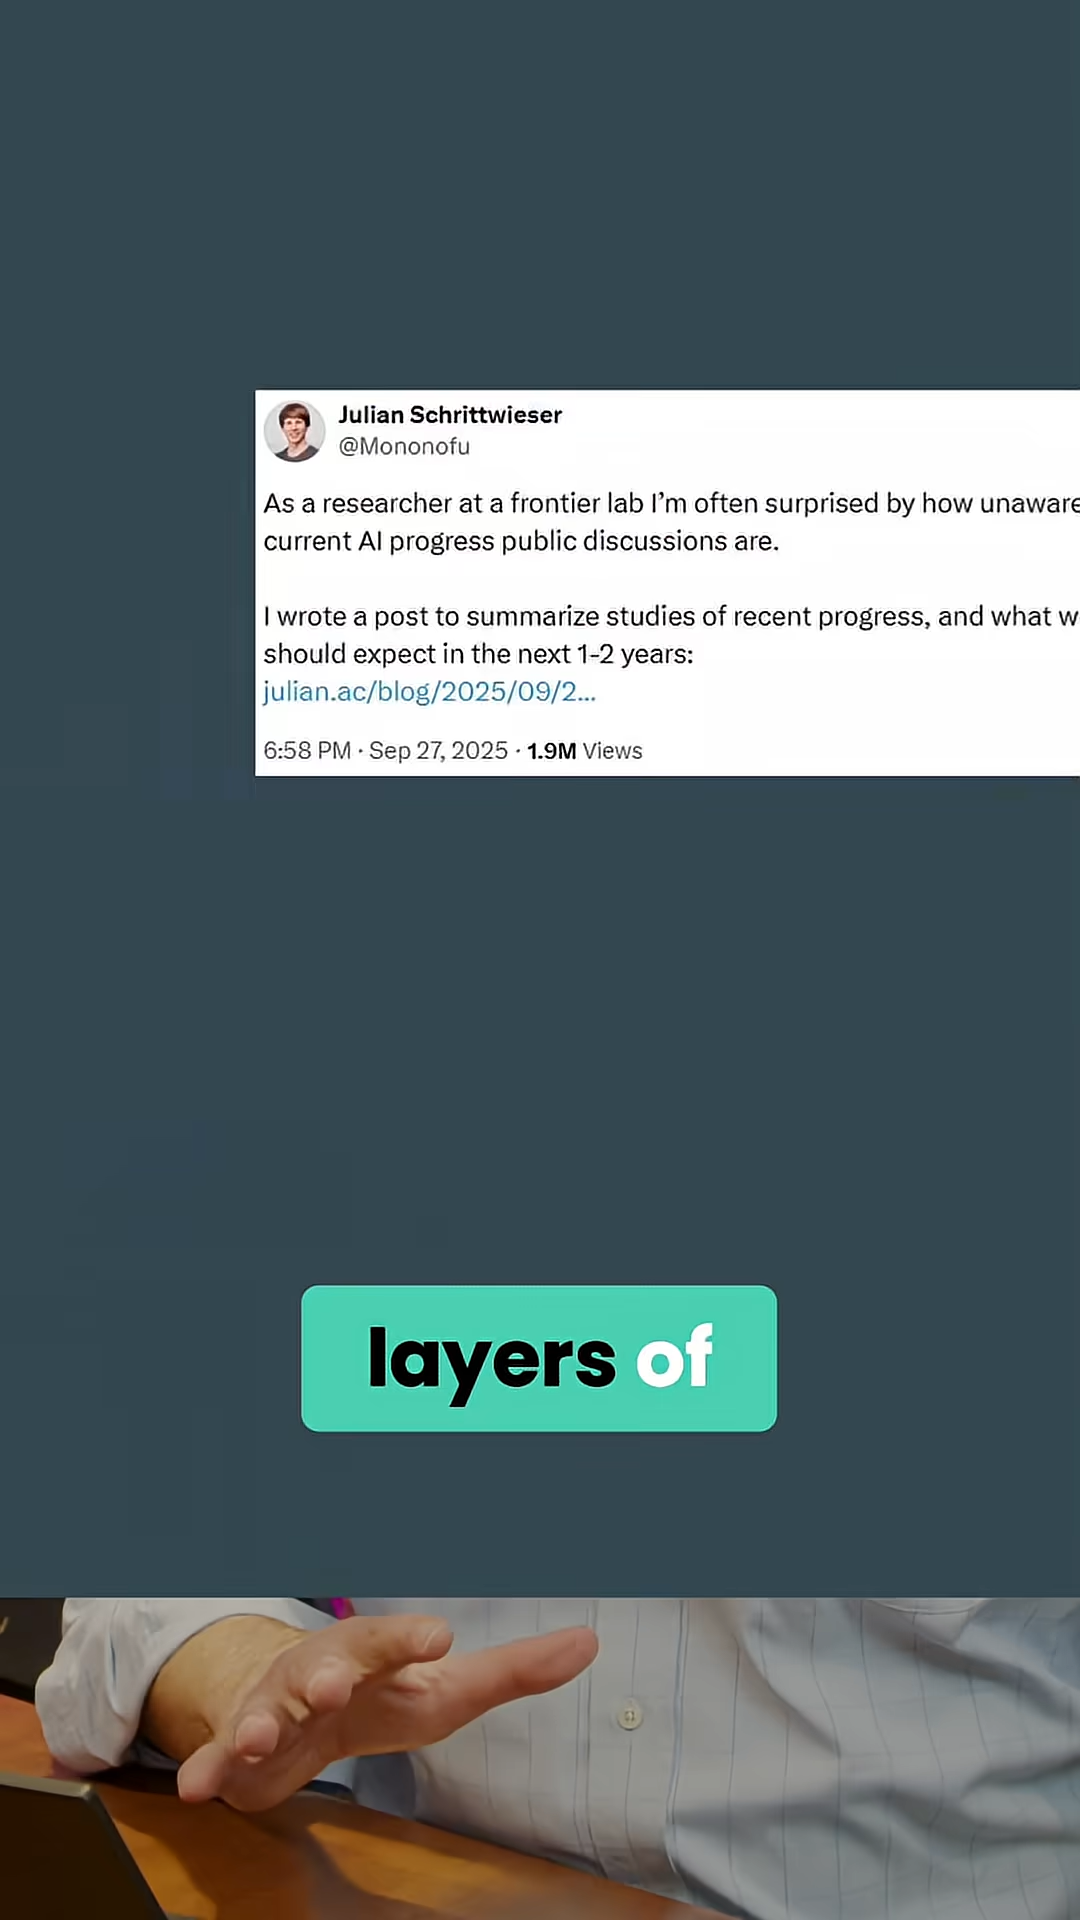 Julian Schrittwieser
@Mononofu
As a researcher at a frontier lab I'm often surprised by how unaware
current AI progress public discussions are.
I wrote a post to summarize studies of recent progress, and what w
should expect in the next 1-2 years:
julian.ac/blog/2025/09/2...
6:58 PM · Sep 27, 2025 · 1.9M Views
layers of